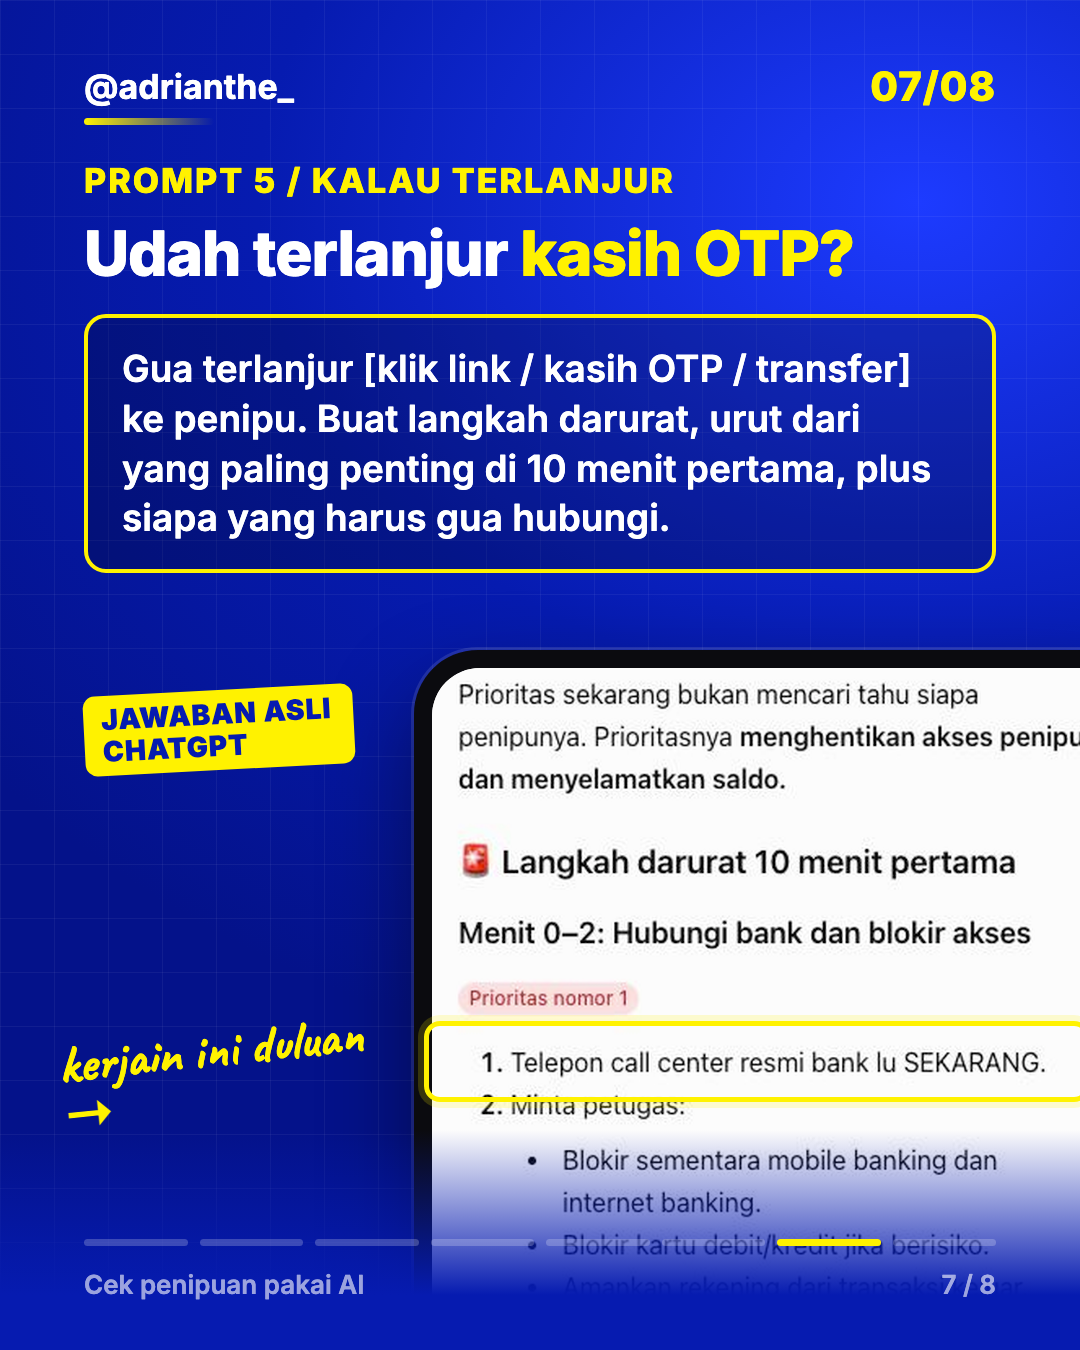 @adrianthe_
07/08
PROMPT 5 / KALAU TERLANJUR
Udah terlanjur kasih OTP?
Gua terlanjur [klik link / kasih OTP / transfer]
ke penipu. Buat langkah darurat, urut dari
yang paling penting di 10 menit pertama, plus
siapa yang harus gua hubungi.
JAWABAN ASLI
CHATGPT
Prioritas sekarang bukan mencari tahu siapa
penipunya. Prioritasnya menghentikan akses penipu
dan menyelamatkan saldo.
🚨 Langkah darurat 10 menit pertama
Menit 0–2: Hubungi bank dan blokir akses
Prioritas nomor 1
kerjain ini duluan
→
1. Telepon call center resmi bank lu SEKARANG.
2. Minta petugas:
• Blokir sementara mobile banking dan
internet banking.
• Blokir kartu debit/kredit jika berisiko.
• Amankan rekening dari transaksi
Cek penipuan pakai AI
7 / 8